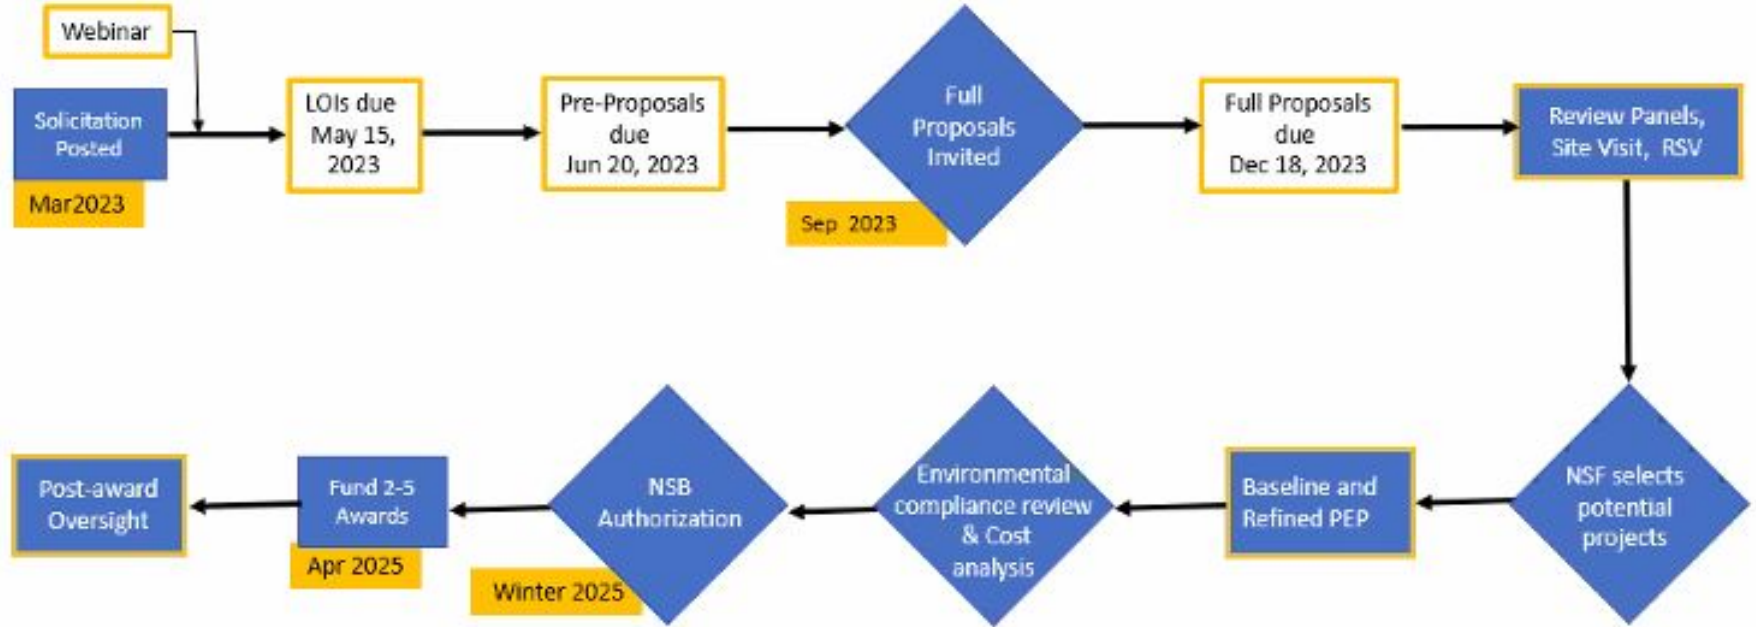 Webinar
Solicitation
Posted
Mar2023
LOIs due
May 15,
2023
Pre-Proposals
due
Jun 20, 2023
Full
Proposals
Invited
Sep 2023
Full Proposals
due
Dec 18, 2023
Review Panels,
Site Visit, RSV
NSF selects
potential
projects
Baseline and
Refined PEP
Environmental
compliance review
& Cost
analysis
NSB
Authorization
Winter 2025
Fund 2-5
Awards
Apr 2025
Post-award
Oversight